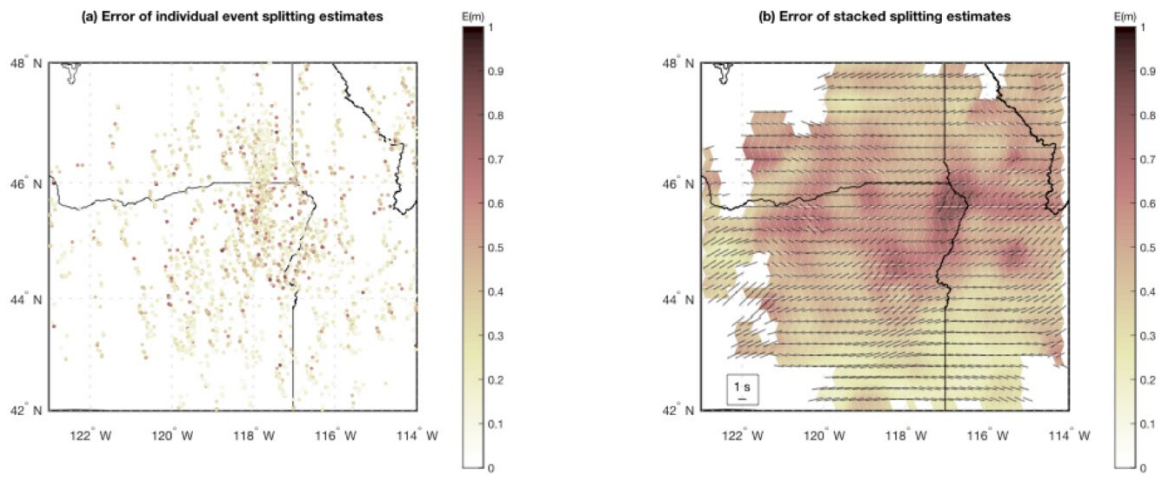 (a) Error of individual event splitting estimates
E(m)
1
0.9
0.8
0.7
0.6
0.5
0.4
0.3
0.2
0.1
0
48° N
46° N
44° N
42° N
122° W
120° W
118° W
116° W
114° W
(b) Error of stacked splitting estimates
E(m)
1
0.9
0.8
0.7
0.6
0.5
0.4
0.3
0.2
0.1
0
48° N
46° N
44° N
42° N
1 s
122° W
120° W
118° W
116° W
114° W